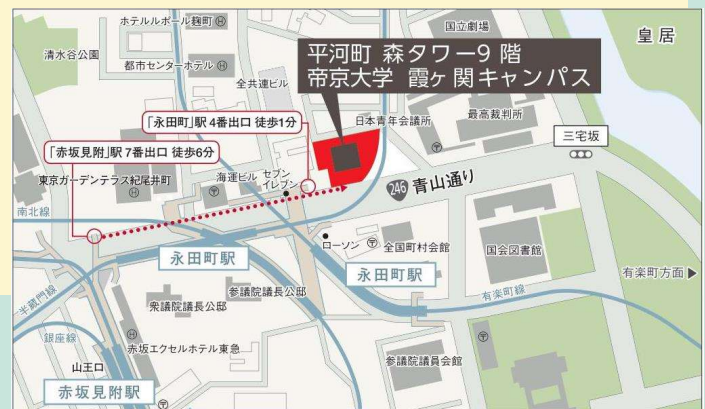 ホテルルポール麹町
H
国立劇場
皇居
清水谷公園
都市センターホテル
H
平河町 森タワー9 階
帝京大学 霞ヶ関キャンパス
全共連ビル
日本青年会議所
最高裁判所
「永田町」駅 4番出口 徒歩1分
三宅坂
「赤坂見附」駅 7番出口 徒歩6分
東京ガーデンテラス紀尾井町
海運ビル
セブン
イレブン
246
青山通り
南北線
ローソン
全国町村会館
国会図書館
永田町駅
永田町駅
有楽町方面
半蔵門線
衆議院議長公邸
参議院議長公邸
有楽町線
銀座線
H
赤坂エクセルホテル東急
山王口
参議院議員会館
赤坂見附駅